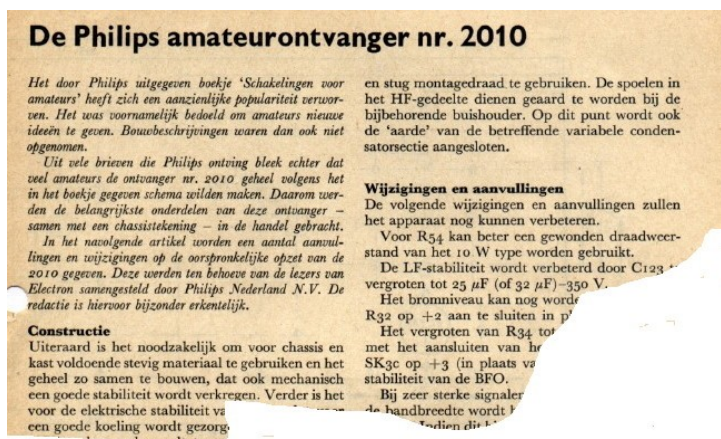 De Philips amateurontvanger nr. 2010
Het door Philips uitgegeven boekje ‘Schakelingen voor
amateurs’ heeft zich een aanzienlijke populariteit verwor-
ven. Het was voornamelijk bedoeld om amateurs nieuwe
ideeën te geven. Bouwbeschrijvingen waren dan ook niet
opgenomen.
Uit vele brieven die Philips ontving bleek echter dat
veel amateurs de ontvanger nr. 2010 geheel volgens het
in het boekje gegeven schema wilden maken. Daarom wer-
den de belangrijkste onderdelen van deze ontvanger –
samen met een chassistekening – in de handel gebracht.
In het navolgende artikel worden een aantal aanvul-
lingen en wijzigingen op de oorspronkelijke opzet van de
2010 gegeven. Deze werden ten behoeve van de lezers van
Electron samengesteld door Philips Nederland N.V. De
redactie is hiervoor bijzonder erkentelijk.
Constructie
Uiteraard is het noodzakelijk om voor chassis en
kast voldoende stevig materiaal te gebruiken en het
geheel zo samen te bouwen, dat ook mechanisch
een goede stabiliteit wordt verkregen. Verder is het
voor de elektrische stabiliteit
een goede koeling wordt
en stug montagedraad te gebruiken. De spoelen in
het HF-gedeelte dienen geaard te worden bij de
bijbehorende buishouder. Op dit punt wordt ook
de ‘aarde’ van de betreffende variabele conden-
satorsectie aangesloten.
Wijzigingen en aanvullingen
De volgende wijzigingen en aanvullingen zullen
het apparaat nog kunnen verbeteren.
Voor R54 kan beter een gewonden draadweer-
stand van het 10 W type worden gebruikt.
De LF-stabiliteit wordt verbeterd door C123
vergroten tot 25 μF (of 32 μF)–350 V.
Het bromniveau kan nog
R32 op +2 aan te sluiten in
Het vergroten van R34
met het aansluiten van
SK3c op +3 (in plaats
stabiliteit van de BFO.
Bij zeer sterke
de bandbreedte wordt
Indien dit